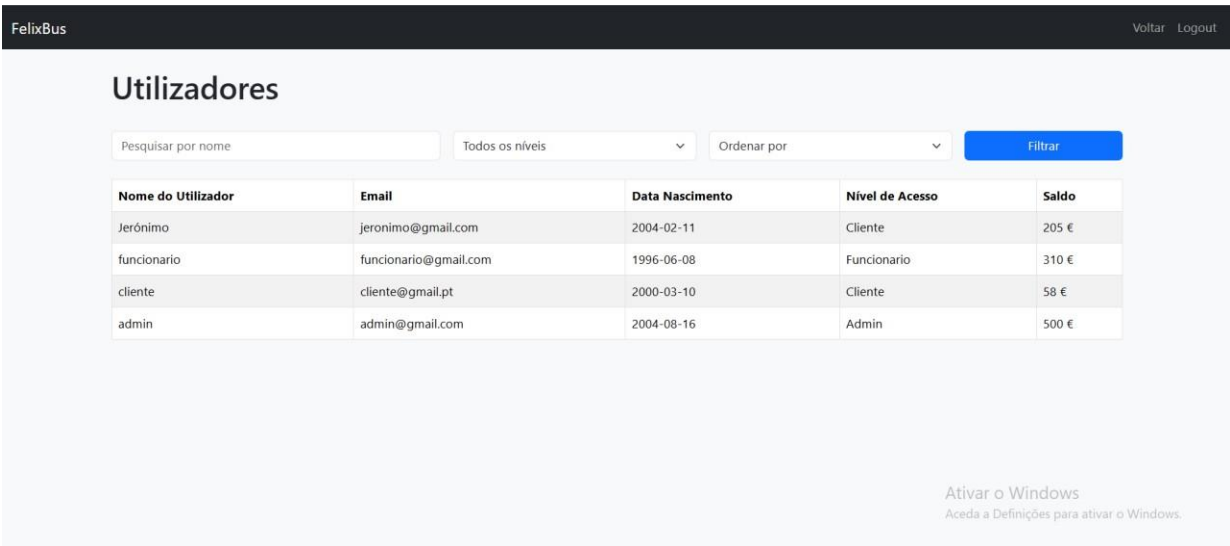 FelixBus Voltar Logout
Utilizadores
Pesquisar por nome Todos os níveis Ordenar por Filtrar
Nome do Utilizador Email Data Nascimento Nível de Acesso Saldo
Jerónimo jeronimo@gmail.com 2004-02-11 Cliente 205 €
funcionario funcionario@gmail.com 1996-06-08 Funcionario 310 €
cliente cliente@gmail.pt 2000-03-10 Cliente 58 €
admin admin@gmail.com 2004-08-16 Admin 500 €
Ativar o Windows
Aceda a Definições para ativar o Windows.